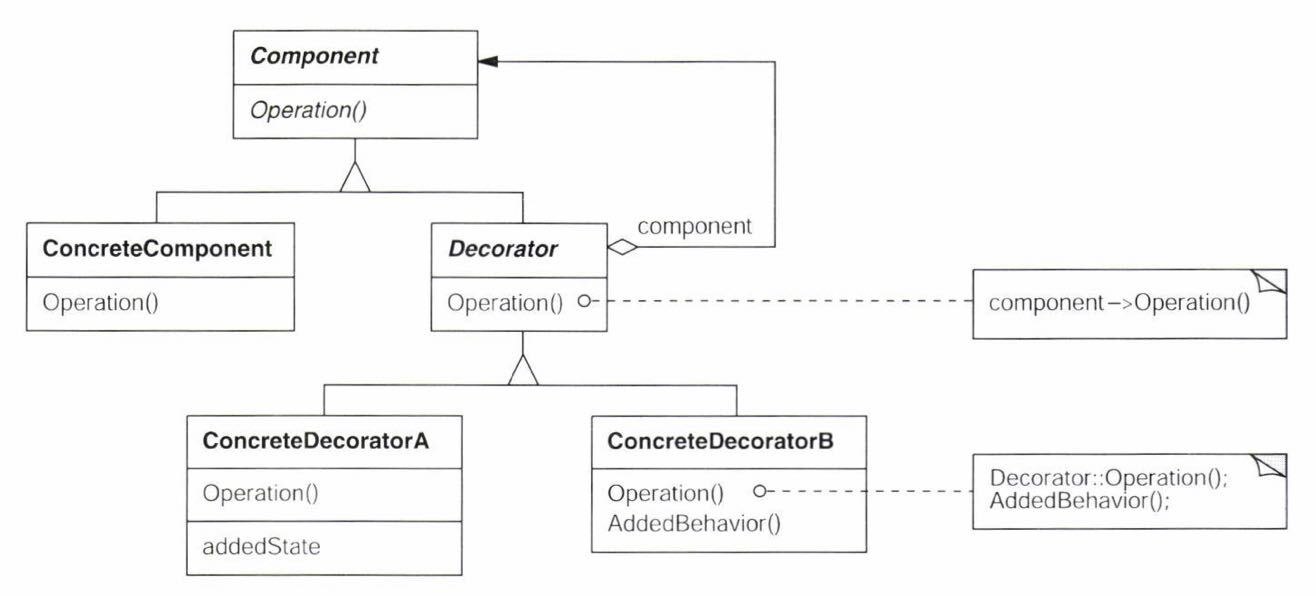 Component
Operation()
ConcreteComponent
Operation()
Decorator
Operation()
component
component–>Operation()
ConcreteDecoratorA
Operation()
addedState
ConcreteDecoratorB
Operation()
AddedBehavior()
Decorator::Operation();
AddedBehavior();